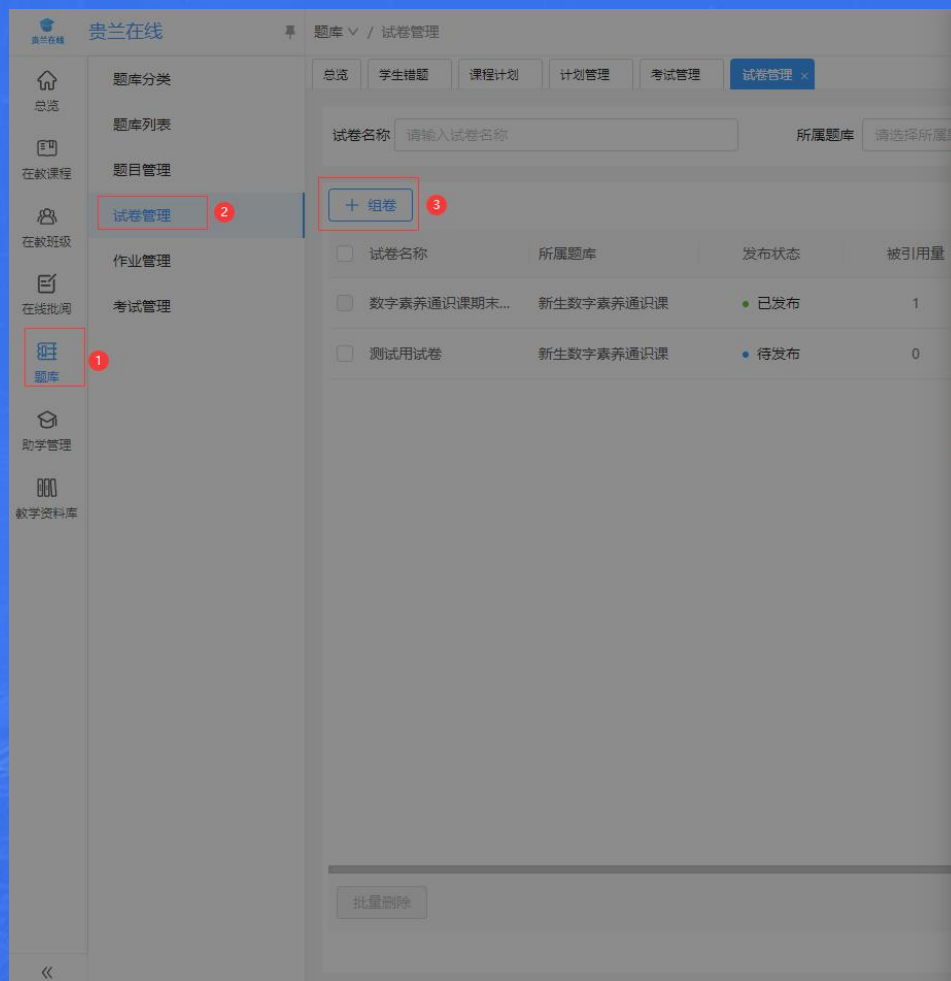 贵兰在线
贵兰在线
题库 / 试卷管理
总览
在教课程
在教班级
在线批阅
题库
1
助学管理
教学资料库
题库分类
题库列表
题目管理
试卷管理
2
作业管理
考试管理
总览 学生错题 课程计划 计划管理 考试管理 试卷管理 ×
试卷名称 请输入试卷名称 所属题库 请选择所属
+ 组卷
3
试卷名称 所属题库 发布状态 被引用量
数字素养通识课期末... 新生数字素养通识课 已发布 1
测试用试卷 新生数字素养通识课 待发布 0
批量删除